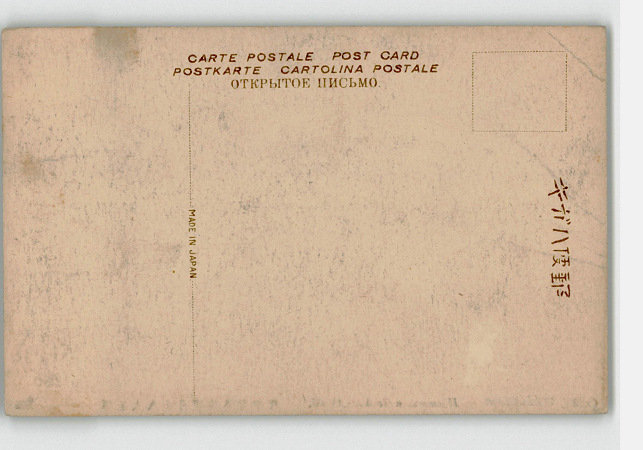 CARTE POSTALE POST CARD
POSTKARTE CARTOLINA POSTALE
ОТКРЫТОЕ ПИСЬМО.
MADE IN JAPAN
郵便ハガキ